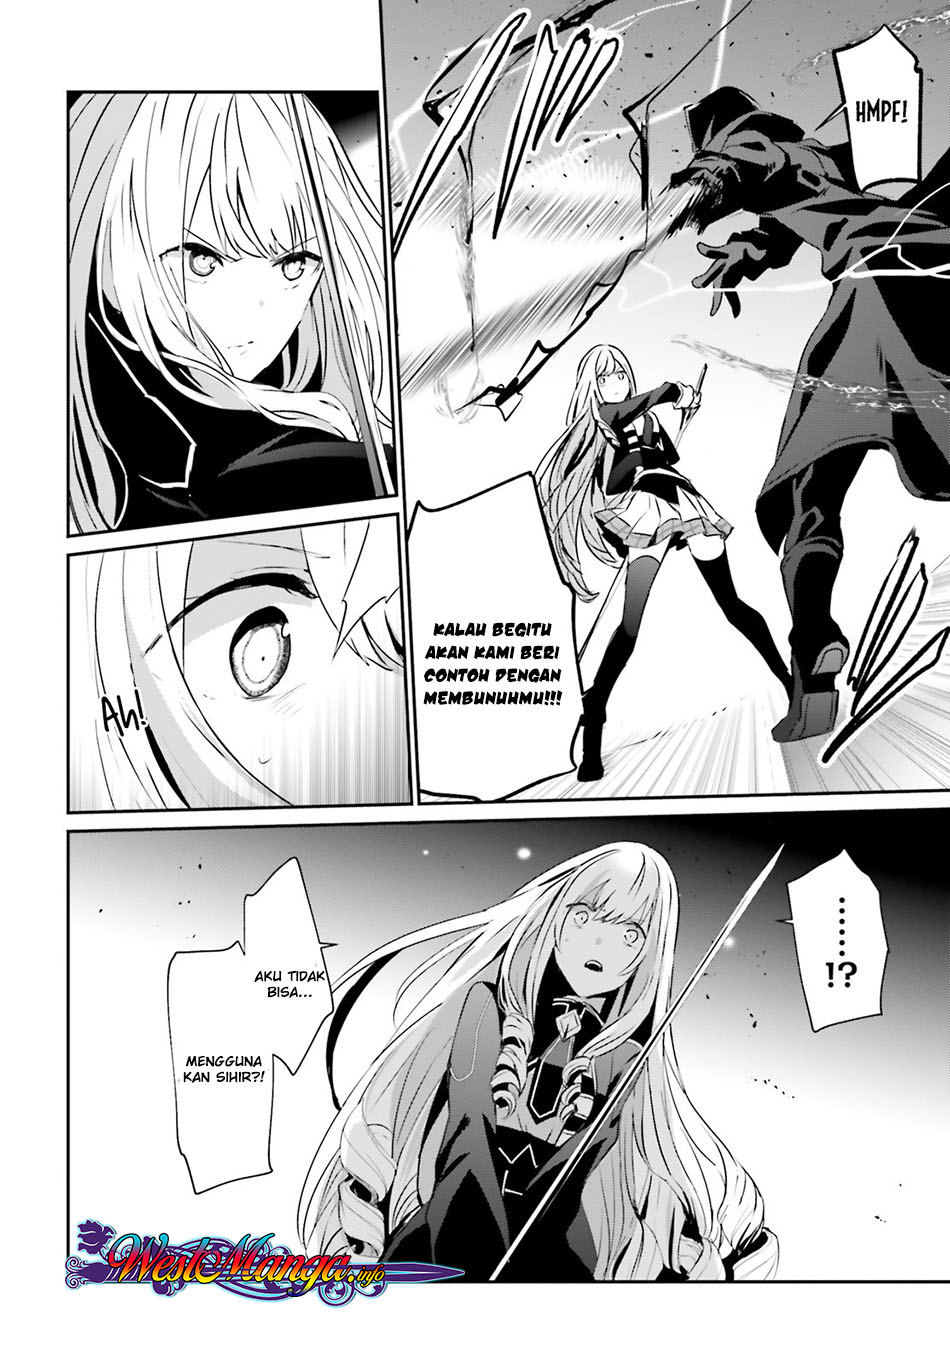 HMPF!
KALAU BEGITU
AKAN KAMI BERI
CONTOH DENGAN
MEMBUNUHMU!!!
Ah!
.......
!?
AKU TIDAK
BISA...
MENGGUNA
KAN SIHIR?!
WestManga.info